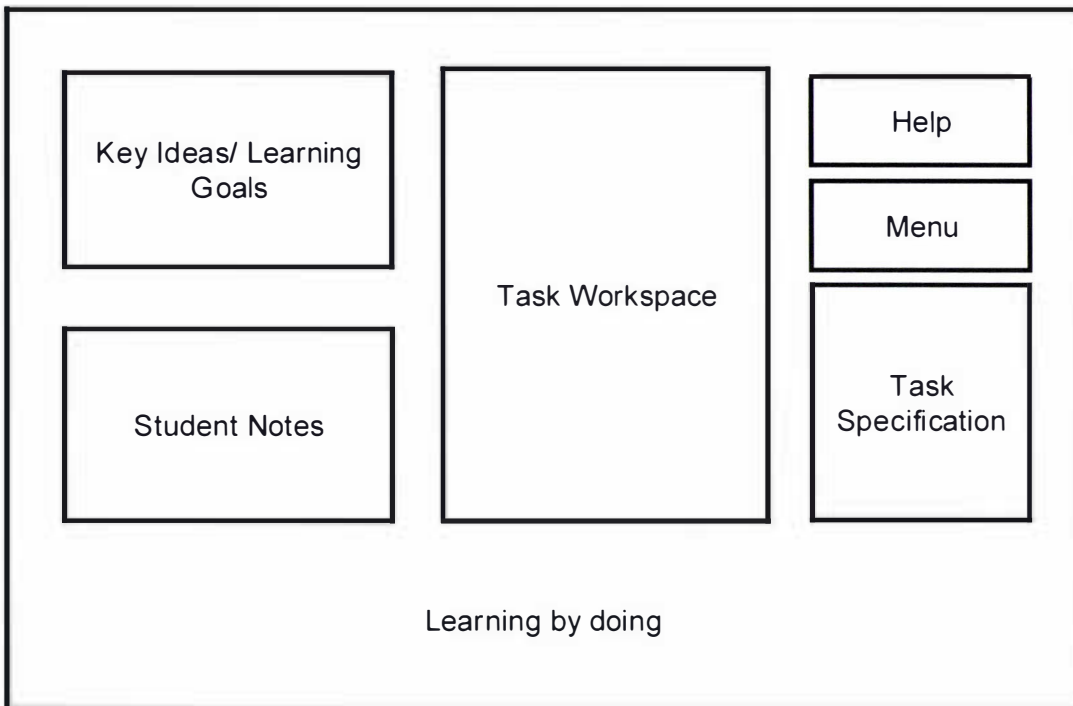 Key Ideas/ Learning
Goals
Student Notes
Task Workspace
Help
Menu
Task
Specification
Learning by doing